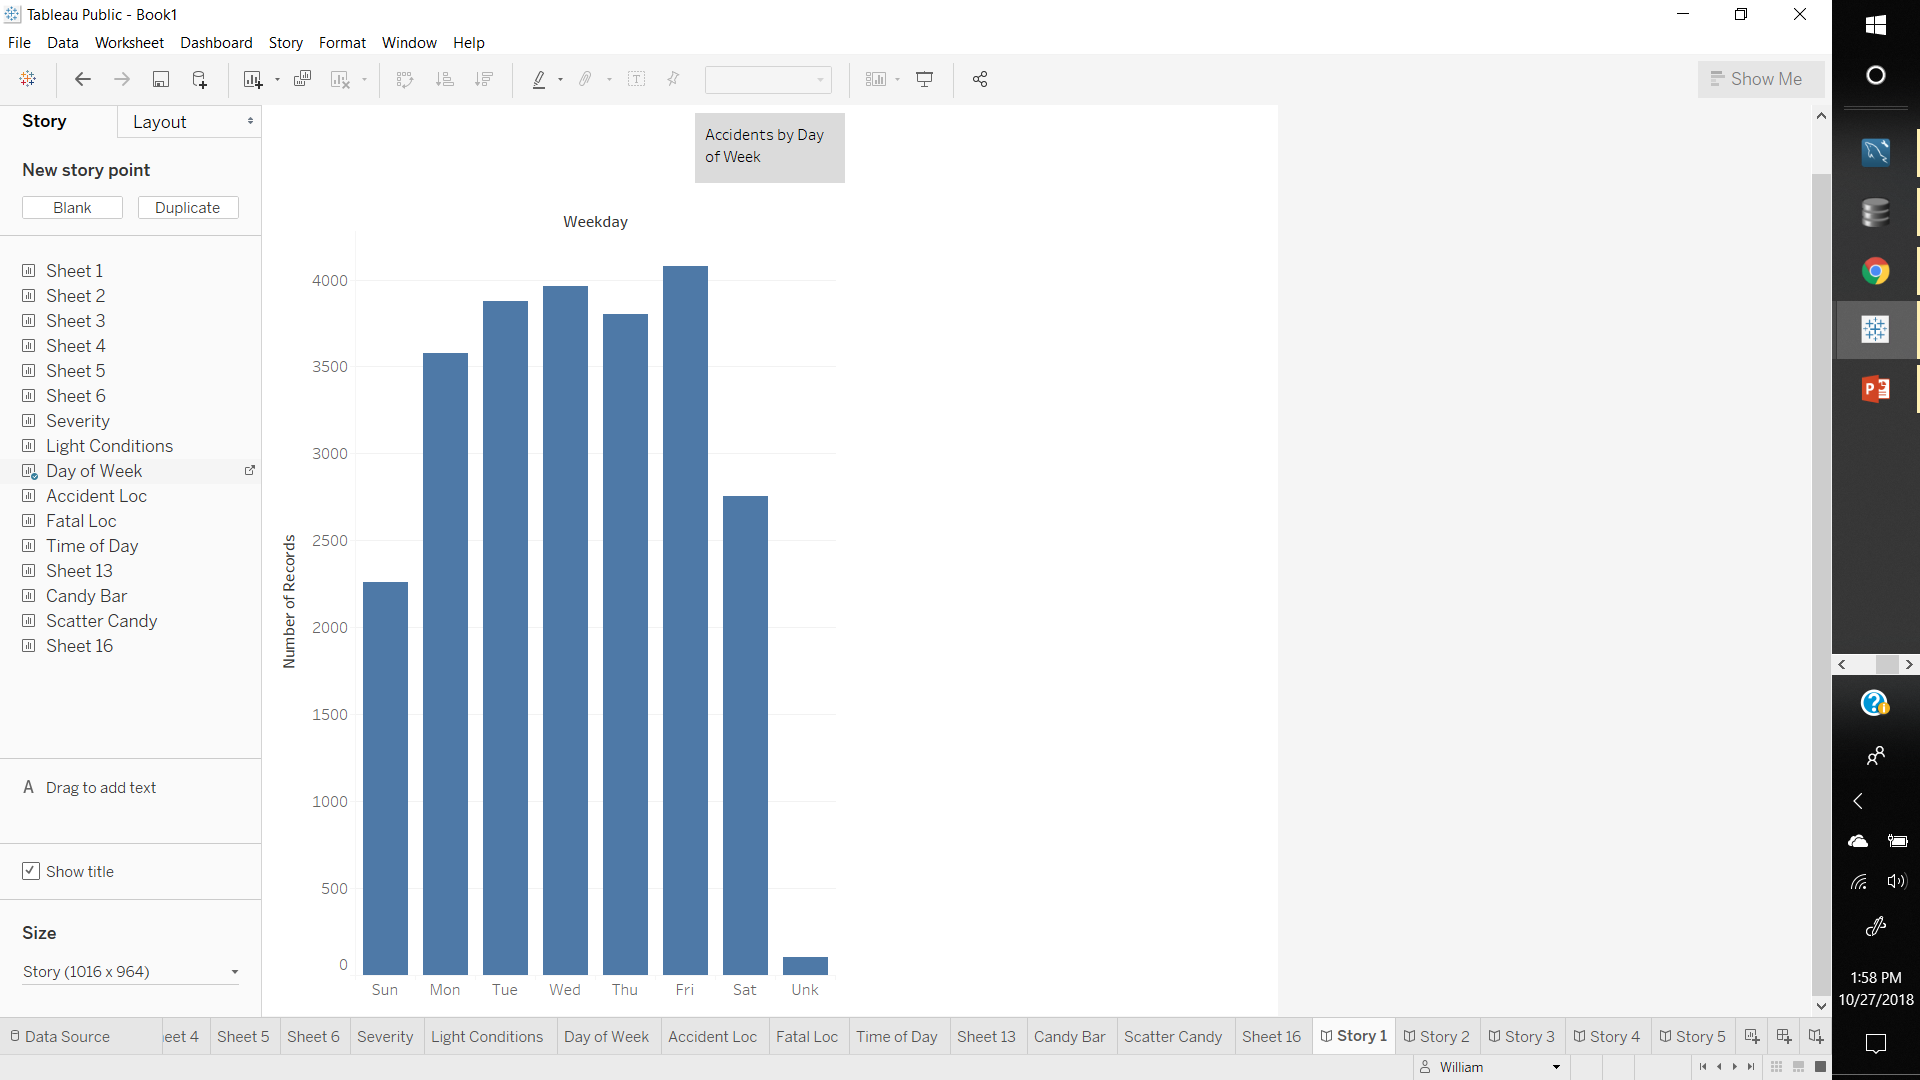 Tableau Public - Book1
File Data Worksheet Dashboard Story Format Window Help
Show Me
Story Layout
New story point
Blank Duplicate
Sheet 1
Sheet 2
Sheet 3
Sheet 4
Sheet 5
Sheet 6
Severity
Light Conditions
Day of Week
Accident Loc
Fatal Loc
Time of Day
Sheet 13
Candy Bar
Scatter Candy
Sheet 16
A Drag to add text
Show title
Size
Story (1016 x 964)
Accidents by Day
of Week
Weekday
Number of Records
4000
3500
3000
2500
2000
1500
1000
500
0
Sun Mon Tue Wed Thu Fri Sat Unk
Data Source eet 4 Sheet 5 Sheet 6 Severity Light Conditions Day of Week Accident Loc Fatal Loc Time of Day Sheet 13 Candy Bar Scatter Candy Sheet 16 Story 1 Story 2 Story 3 Story 4 Story 5
William
1:58 PM
10/27/2018